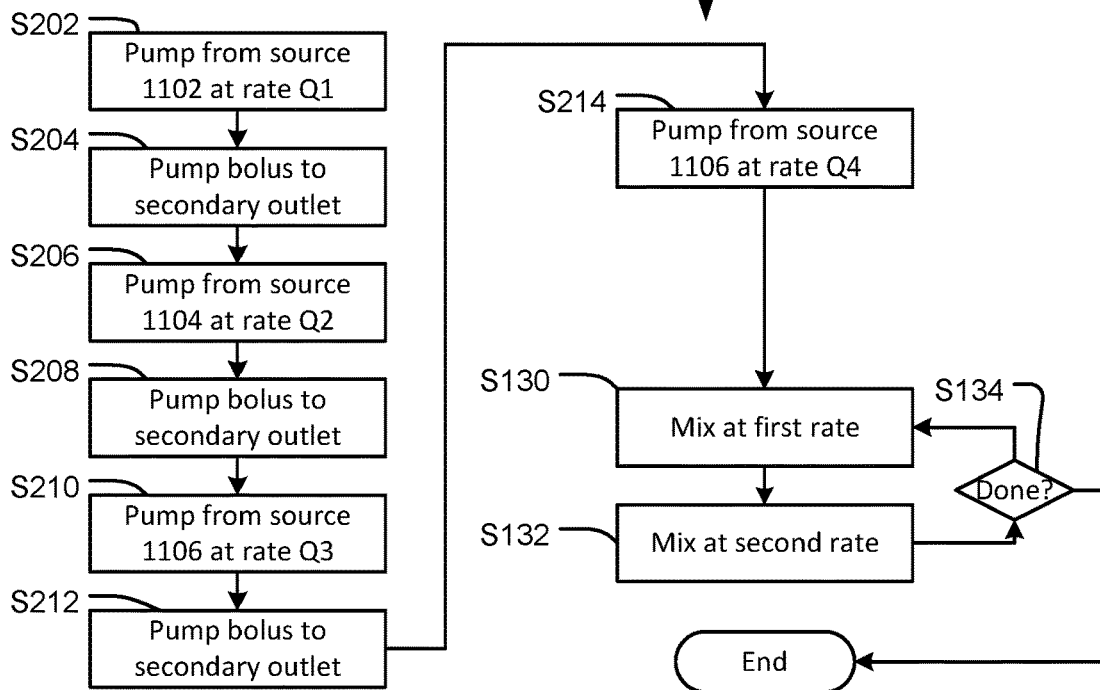 S202
Pump from source
1102 at rate Q1
S204
Pump bolus to
secondary outlet
S206
Pump from source
1104 at rate Q2
S208
Pump bolus to
secondary outlet
S210
Pump from source
1106 at rate Q3
S212
Pump bolus to
secondary outlet
S214
Pump from source
1106 at rate Q4
S130
Mix at first rate
S134
Done?
S132
Mix at second rate
End